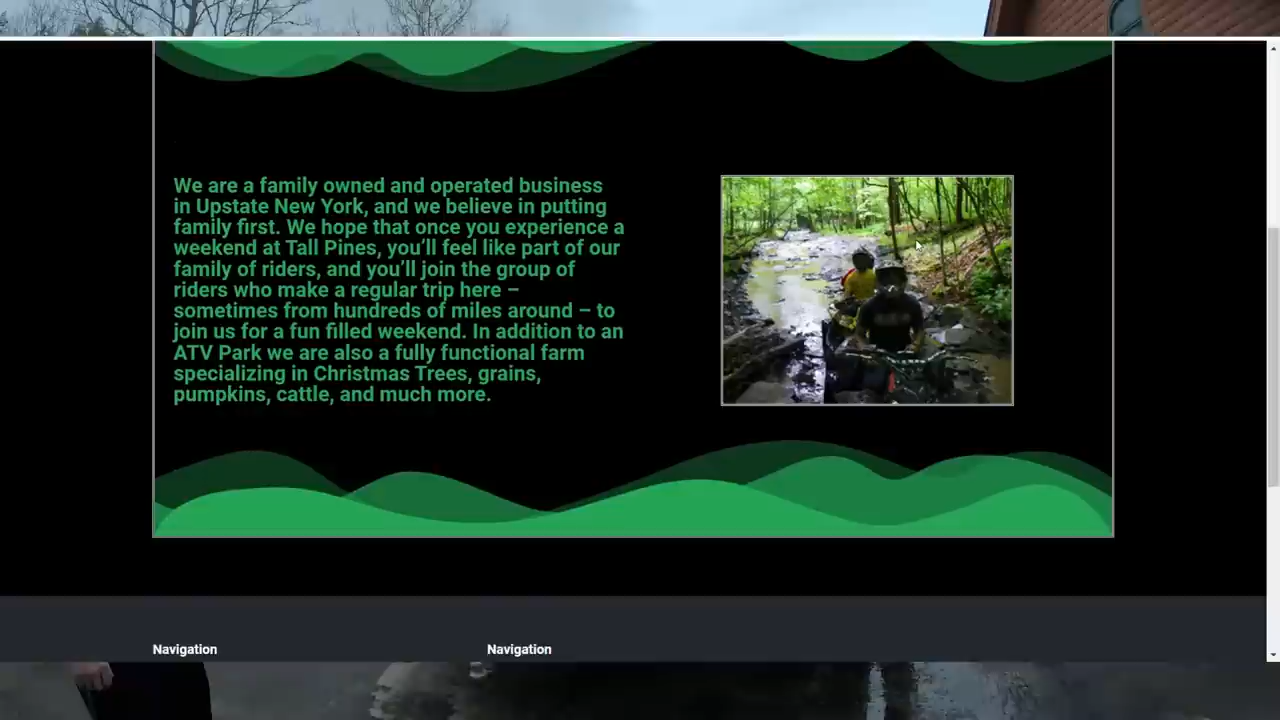 We are a family owned and operated business
in Upstate New York, and we believe in putting
family first. We hope that once you experience a
weekend at Tall Pines, you’ll feel like part of our
family of riders, and you’ll join the group of
riders who make a regular trip here –
sometimes from hundreds of miles around – to
join us for a fun filled weekend. In addition to an
ATV Park we are also a fully functional farm
specializing in Christmas Trees, grains,
pumpkins, cattle, and much more.
Navigation
Navigation